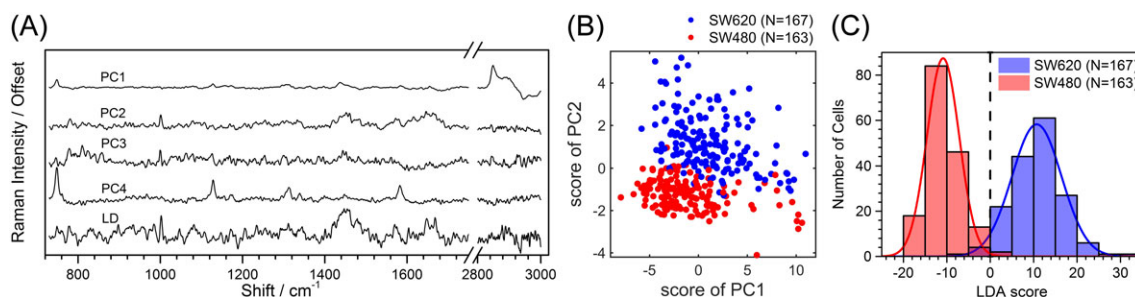 (A)
Raman Intensity / Offset
PC1
PC2
PC3
PC4
LD
800 1000 1200 1400 1600 2800 3000
Shift / cm-1
(B)
SW620 (N=167)
SW480 (N=163)
score of PC2
4
2
0
-2
-4
-5 0 5 10
score of PC1
(C)
SW620 (N=167)
SW480 (N=163)
Number of Cells
80
60
40
20
0
-20 -10 0 10 20 30
LDA score